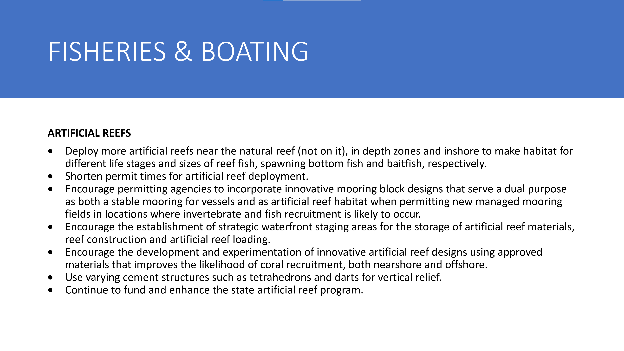 FISHERIES & BOATING
ARTIFICIAL REEFS
• Deploy more artificial reefs near the natural reef (not on it), in depth zones and inshore to make habitat for
different life stages and sizes of reef fish, spawning bottom fish and baitfish, respectively.
• Shorten permit times for artificial reef deployment.
• Encourage permitting agencies to incorporate innovative mooring block designs that serve a dual purpose
as both a stable mooring for vessels and as artificial reef habitat when permitting new managed mooring
fields in locations where invertebrate and fish recruitment is likely to occur.
• Encourage the establishment of strategic waterfront staging areas for the storage of artificial reef materials,
reef construction and artificial reef loading.
• Encourage the development and experimentation of innovative artificial reef designs using approved
materials that improves the likelihood of coral recruitment, both nearshore and offshore.
• Use varying cement structures such as tetrahedrons and darts for vertical relief.
• Continue to fund and enhance the state artificial reef program.